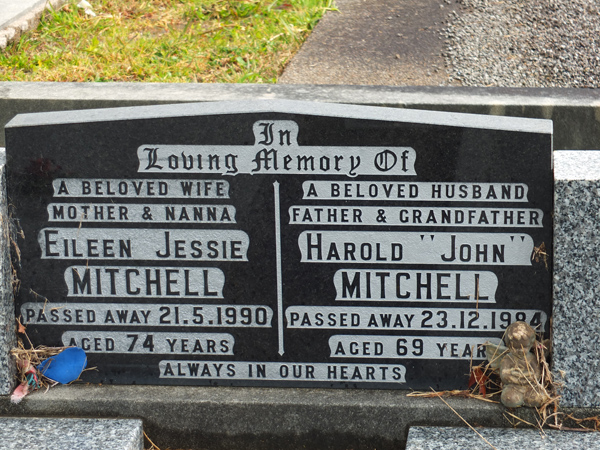 In
Loving Memory Of
A BELOVED WIFE
MOTHER & NANNA
EILEEN JESSIE
MITCHELL
PASSED AWAY 21.5.1990
AGED 74 YEARS
A BELOVED HUSBAND
FATHER & GRANDFATHER
HAROLD "JOHN"
MITCHELL
PASSED AWAY 23.12.1994
AGED 69 YEARS
ALWAYS IN OUR HEARTS